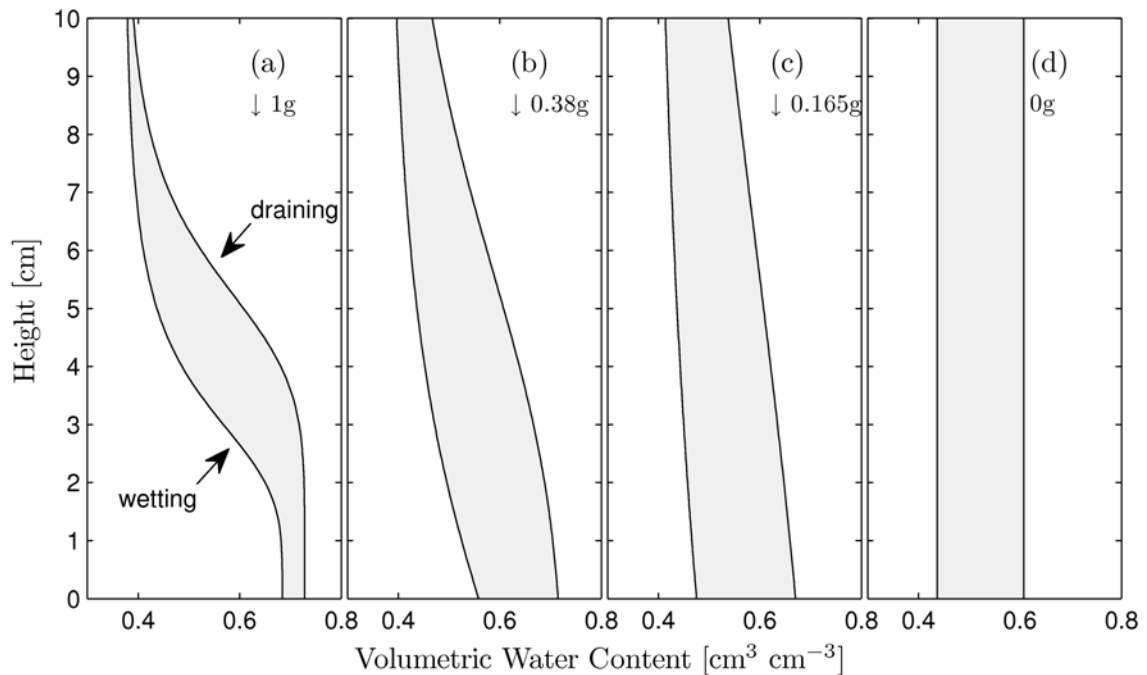 10
9
8
7
6
5
4
3
2
1
0
Height [cm]
(a)
↓ 1g
draining
wetting
(b)
↓ 0.38g
(c)
↓ 0.165g
(d)
0g
0.4 0.6 0.8
0.4 0.6 0.8
0.4 0.6 0.8
0.4 0.6 0.8
Volumetric Water Content [cm³ cm⁻³]